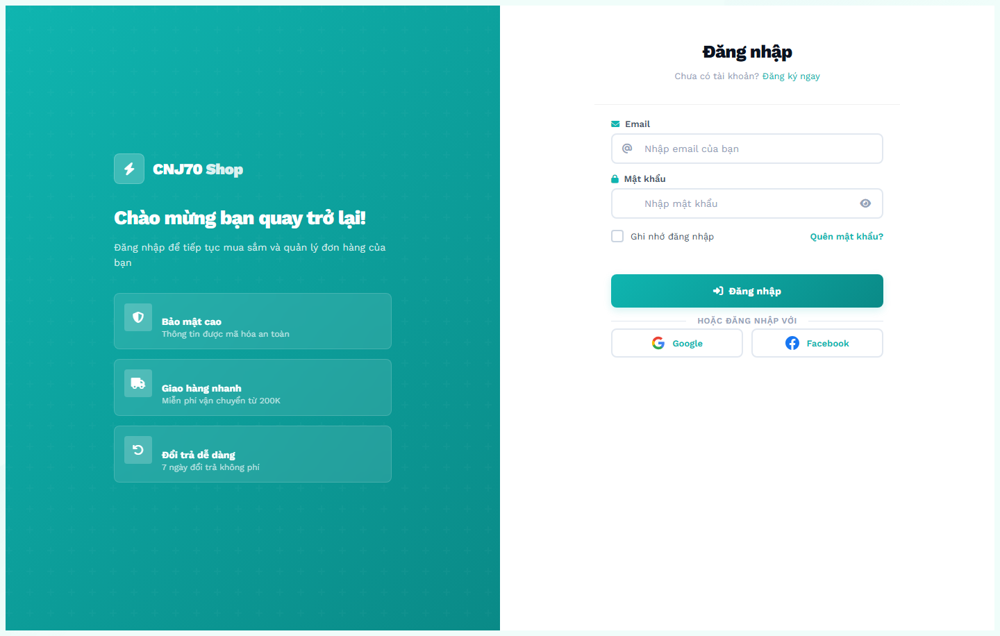 CNJ70 Shop
Chào mừng bạn quay trở lại!
Đăng nhập để tiếp tục mua sắm và quản lý đơn hàng của
bạn
Bảo mật cao
Thông tin được mã hóa an toàn
Giao hàng nhanh
Miễn phí vận chuyển từ 200K
Đổi trả dễ dàng
7 ngày đổi trả không phí
Đăng nhập
Chưa có tài khoản? Đăng ký ngay
Email
@ Nhập email của bạn
Mật khẩu
Nhập mật khẩu
Ghi nhớ đăng nhập Quên mật khẩu?
Đăng nhập
HOẶC ĐĂNG NHẬP VỚI
Google Facebook